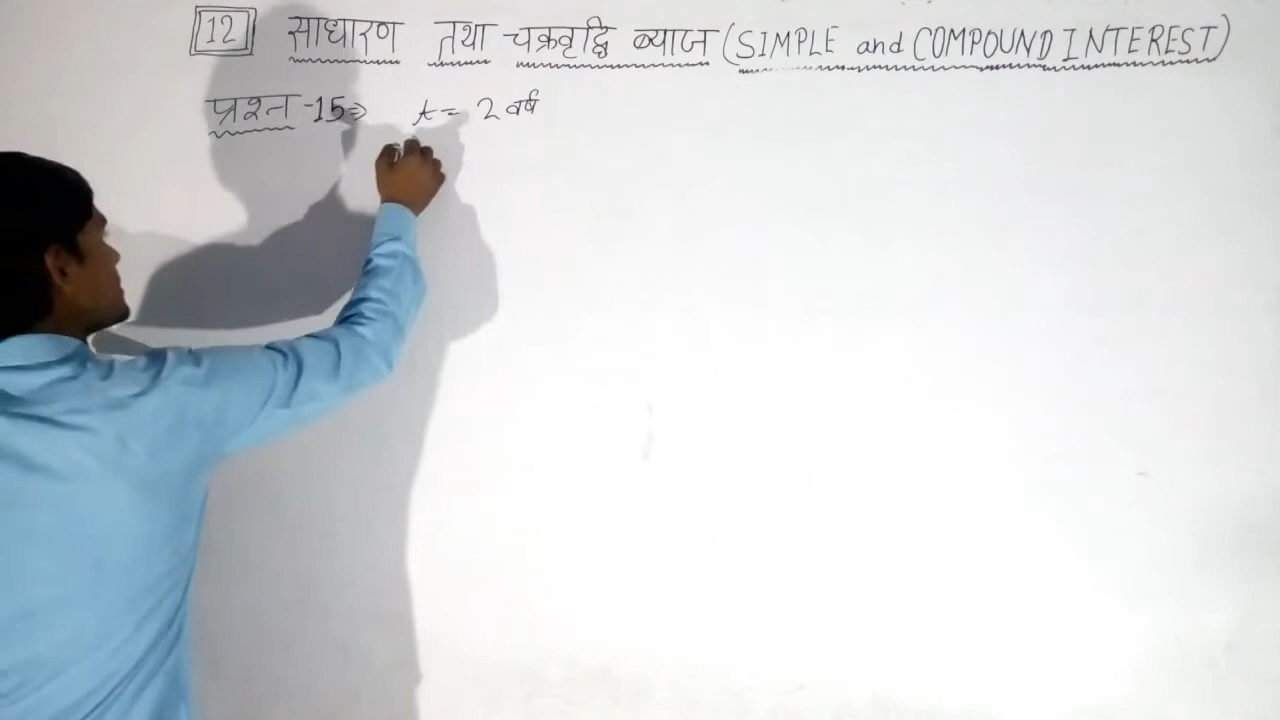 12 साधारण तथा चक्रवृद्धि ब्याज (SIMPLE and COMPOUND INTEREST)
प्रश्न -15⇒ t = 2 वर्ष